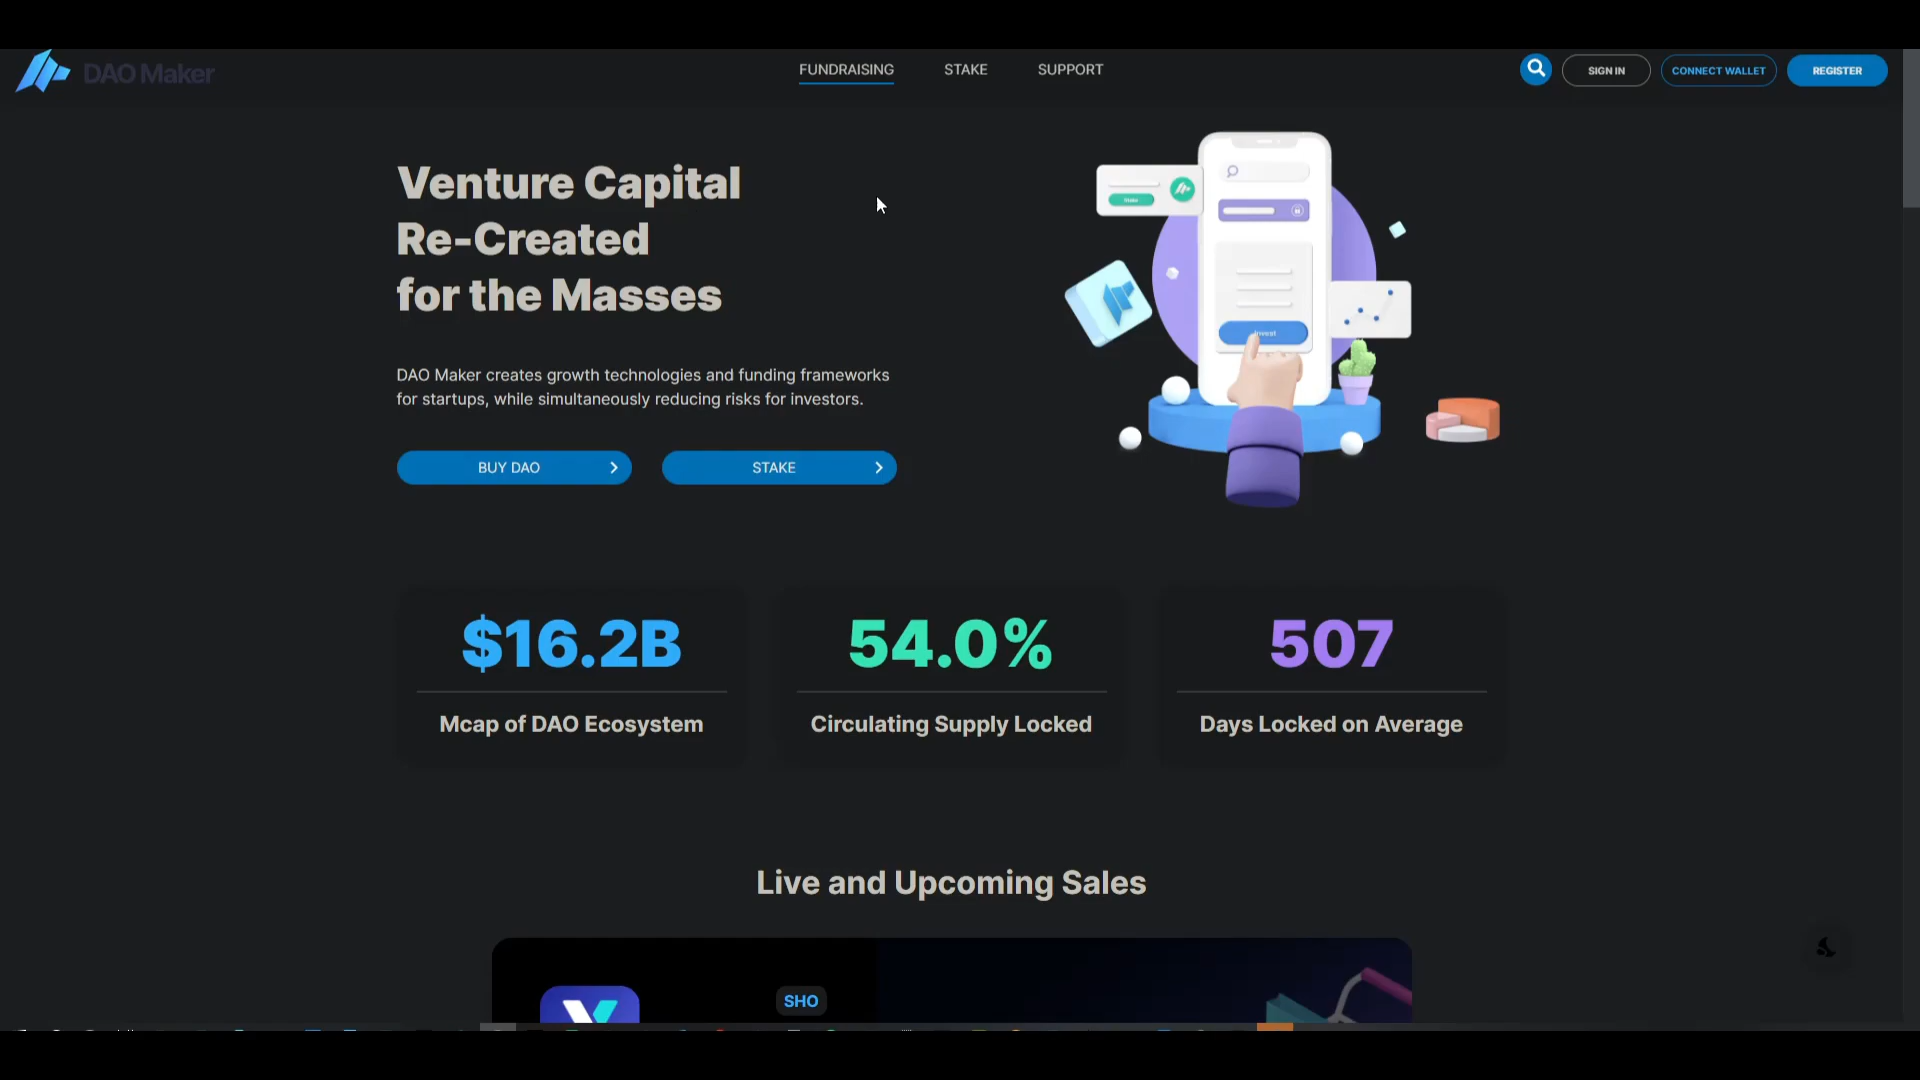 DAO Maker
FUNDRAISING
STAKE
SUPPORT
SIGN IN
CONNECT WALLET
REGISTER
Venture Capital
Re-Created
for the Masses
DAO Maker creates growth technologies and funding frameworks
for startups, while simultaneously reducing risks for investors.
BUY DAO
STAKE
Stake
Invest
$16.2B
Mcap of DAO Ecosystem
54.0%
Circulating Supply Locked
507
Days Locked on Average
Live and Upcoming Sales
SHO